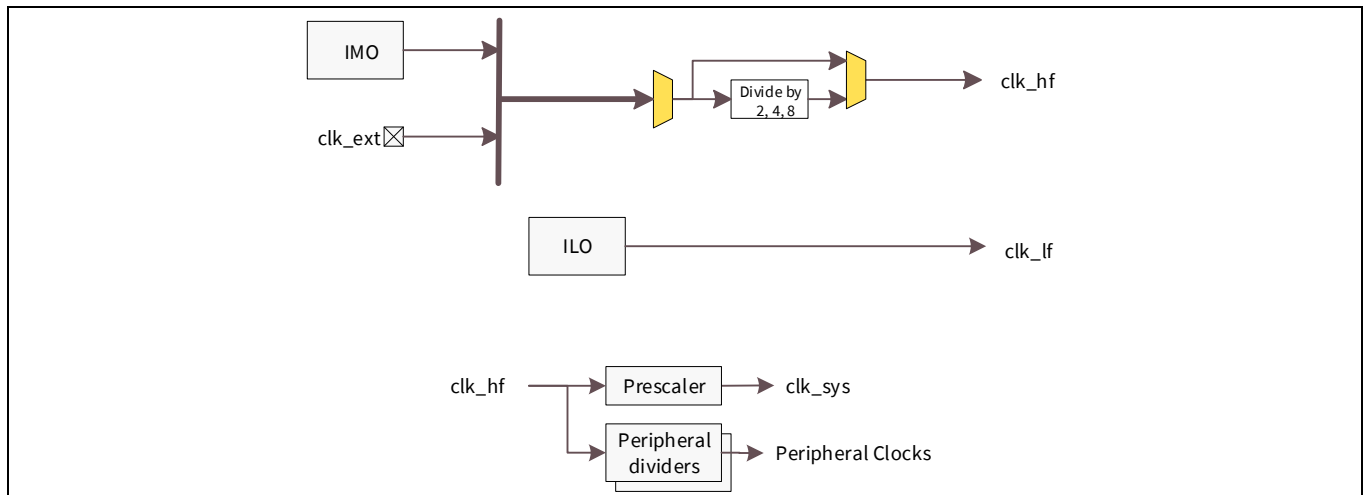 IMO
clk_ext
Divide by
2, 4, 8
clk_hf
ILO
clk_lf
clk_hf
Prescaler
clk_sys
Peripheral
dividers
Peripheral Clocks